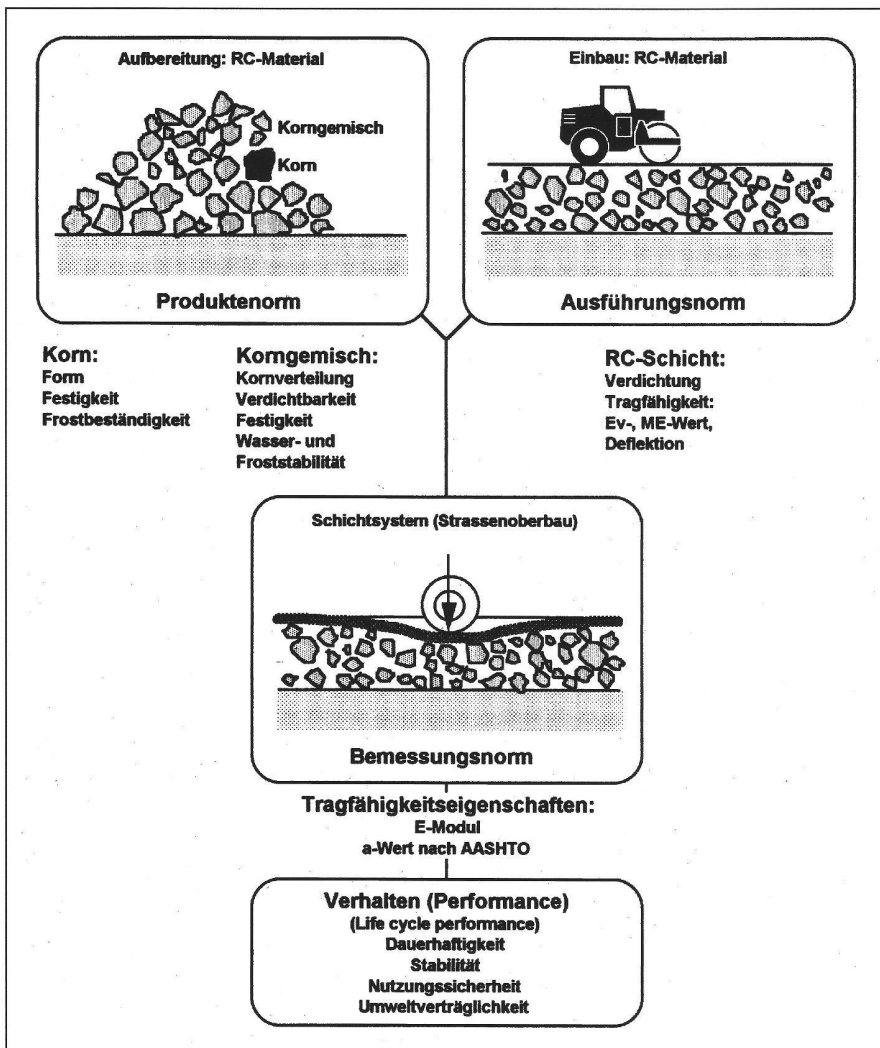 Aufbereitung: RC-Material
Korngemisch
Korn
Produktenorm
Einbau: RC-Material
Ausführungsnorm
Korn:
Form
Festigkeit
Frostbeständigkeit
Korngemisch:
Kornverteilung
Verdichtbarkeit
Festigkeit
Wasser- und
Froststabilität
RC-Schicht:
Verdichtung
Tragfähigkeit:
Ev-, ME-Wert,
Deflektion
Schichtsystem (Strassenoberbau)
Bemessungsnorm
Tragfähigkeitseigenschaften:
E-Modul
a-Wert nach AASHTO
Verhalten (Performance)
(Life cycle performance)
Dauerhaftigkeit
Stabilität
Nutzungssicherheit
Umweltverträglichkeit